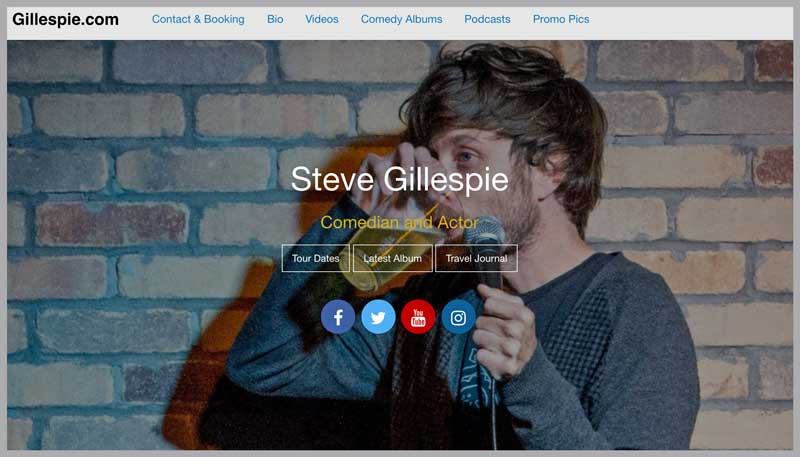 Gillespie.com Contact & Booking Bio Videos Comedy Albums Podcasts Promo Pics
Steve Gillespie
Comedian and Actor
Tour Dates Latest Album Travel Journal
You
Tube